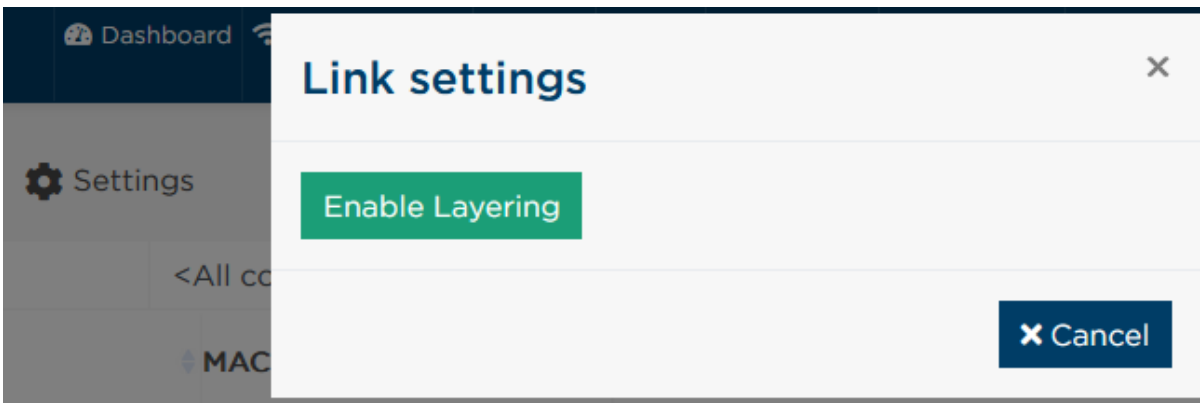 Dashboard
Link settings
×
Settings
Enable Layering
<All co
Cancel
MAC